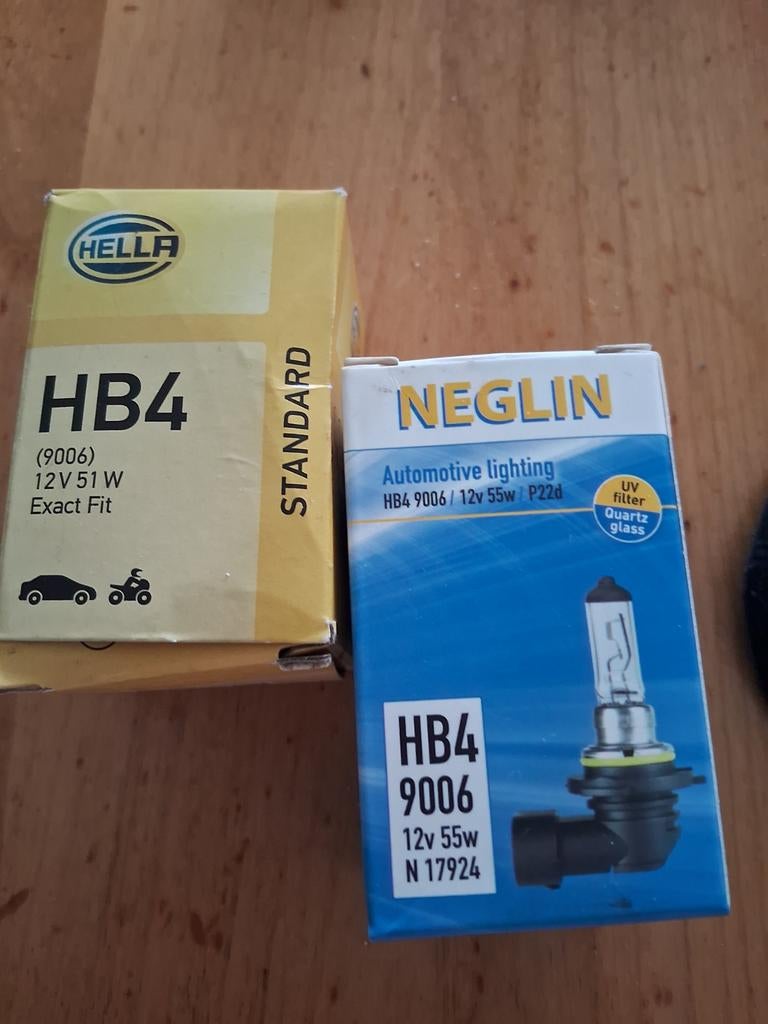 HELLA
HB4
(9006)
12V 51 W
Exact Fit
STANDARD
NEGLIN
Automotive lighting
HB4 9006 / 12v 55w / P22d
UV
filter
Quartz
glass
HB4
9006
12v 55w
N 17924